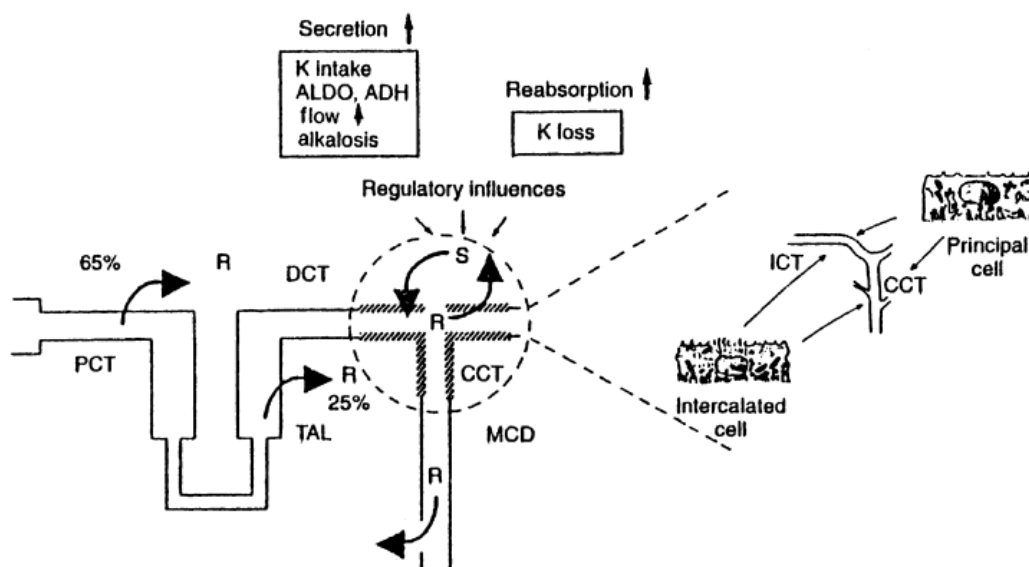 Secretion
K intake
ALDO, ADH
flow
alkalosis
Reabsorption
K loss
Regulatory influences
65%
R
DCT
S
R
PCT
R
25%
TAL
CCT
MCD
R
ICT
CCT
Principal
cell
Intercalated
cell